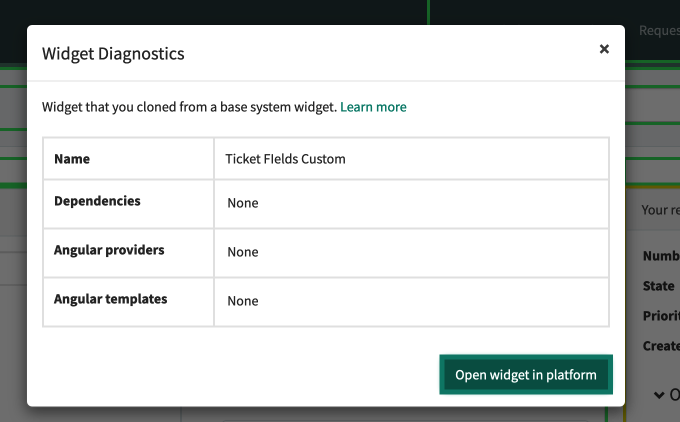 Reques
Widget Diagnostics
×
Widget that you cloned from a base system widget. Learn more
Name Ticket FIelds Custom
Dependencies None
Angular providers None
Angular templates None
Open widget in platform
Your re
Numb
State
Priorit
Create
O